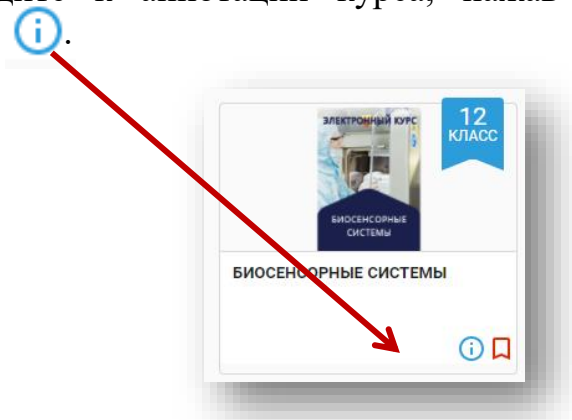 к аннотации курса, нажав
.
ЭЛЕКТРОННЫЙ КУРС
12
КЛАСС
БИОСЕНСОРНЫЕ
СИСТЕМЫ
БИОСЕНСОРНЫЕ СИСТЕМЫ